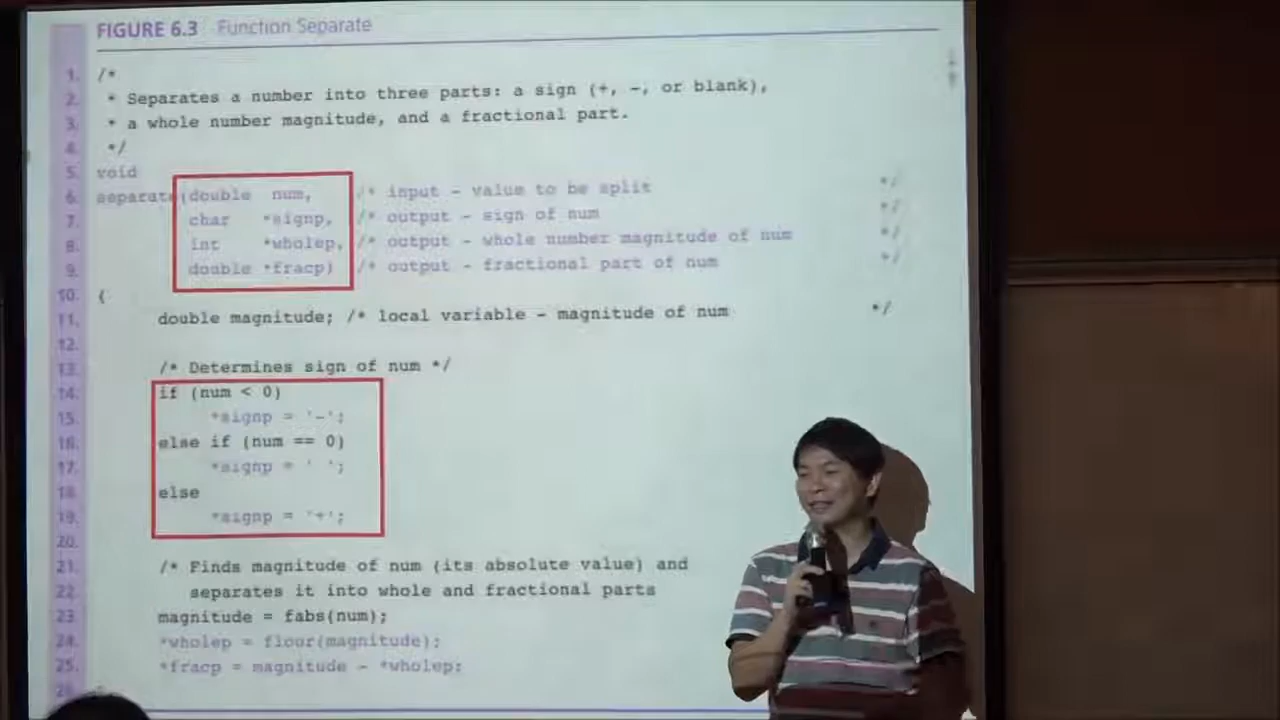 FIGURE 6.3 Function Separate
1. /*
2. * Separates a number into three parts: a sign (+, -, or blank),
3. * a whole number magnitude, and a fractional part.
4. */
5. void
6. separate(double num, /* input - value to be split */
7. char *signp, /* output - sign of num */
8. int *wholep, /* output - whole number magnitude of num */
9. double *fracp) /* output - fractional part of num */
10. {
11. double magnitude; /* local variable - magnitude of num */
12.
13. /* Determines sign of num */
14. if (num < 0)
15. *signp = '-';
16. else if (num == 0)
17. *signp = ' ';
18. else
19. *signp = '+';
20.
21. /* Finds magnitude of num (its absolute value) and
22. separates it into whole and fractional parts
23. magnitude = fabs(num);
24. *wholep = floor(magnitude);
25. *fracp = magnitude - *wholep;
26.